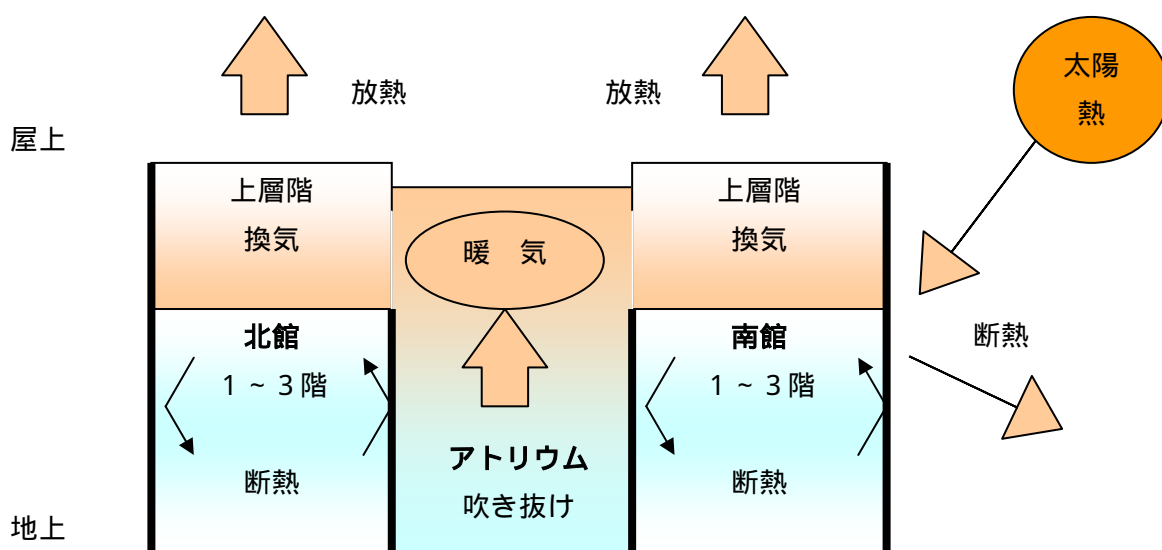 太陽
熱
放熱
放熱
屋上
上層階
換気
暖　気
上層階
換気
断熱
北館
1 ~ 3 階
断熱
アトリウム
吹き抜け
南館
1 ~ 3 階
断熱
地上